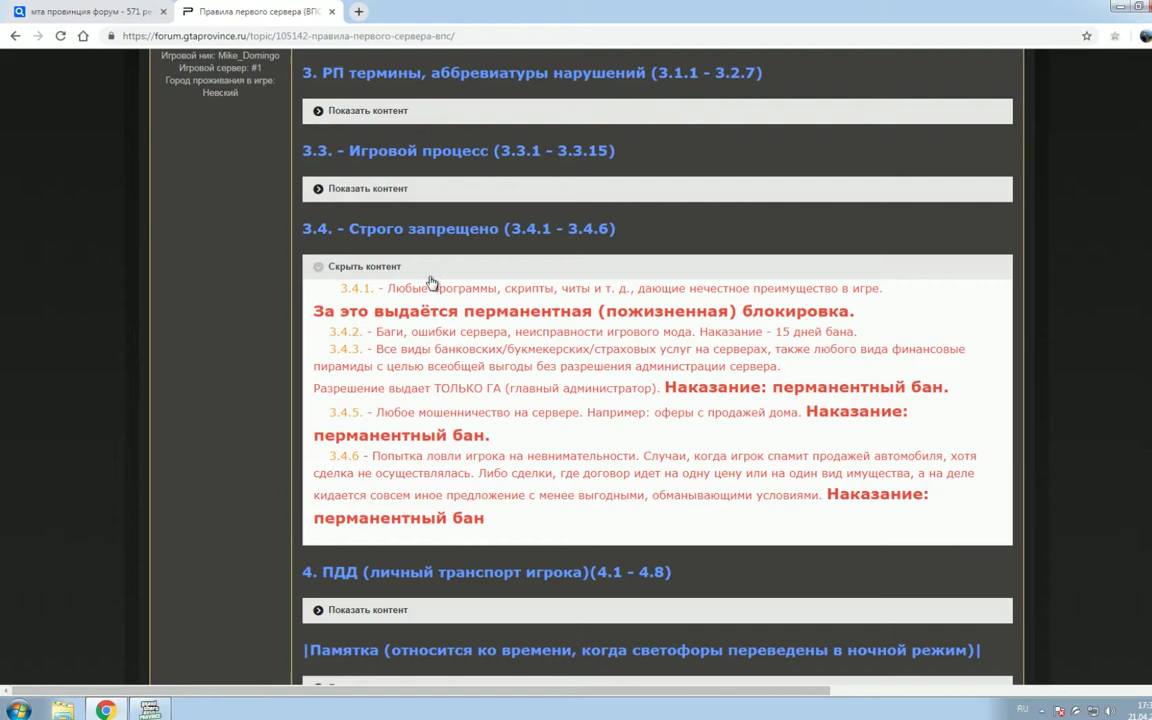 мта провинция форум - 571 ре
Правила первого сервера (ВПС
https://forum.gtaprovince.ru/topic/105142-правила-первого-сервера-впс/
Игровой ник: Mike_Domingo
Игровой сервер: #1
Город проживания в игре:
Невский
3. РП термины, аббревиатуры нарушений (3.1.1 - 3.2.7)
Показать контент
3.3. - Игровой процесс (3.3.1 - 3.3.15)
Показать контент
3.4. - Строго запрещено (3.4.1 - 3.4.6)
Скрыть контент
3.4.1. - Любые программы, скрипты, читы и т. д., дающие нечестное преимущество в игре.
За это выдаётся перманентная (пожизненная) блокировка.
3.4.2. - Баги, ошибки сервера, неисправности игрового мода. Наказание - 15 дней бана.
3.4.3. - Все виды банковских/букмекерских/страховых услуг на серверах, также любого вида финансовые
пирамиды с целью всеобщей выгоды без разрешения администрации сервера.
Разрешение выдает ТОЛЬКО ГА (главный администратор). Наказание: перманентный бан.
3.4.5. - Любое мошенничество на сервере. Например: оферы с продажей дома. Наказание:
перманентный бан.
3.4.6 - Попытка ловли игрока на невнимательности. Случаи, когда игрок спамит продажей автомобиля, хотя
сделка не осуществлялась. Либо сделки, где договор идет на одну цену или на один вид имущества, а на деле
кидается совсем иное предложение с менее выгодными, обманывающими условиями. Наказание:
перманентный бан
4. ПДД (личный транспорт игрока)(4.1 - 4.8)
Показать контент
|Памятка (относится ко времени, когда светофоры переведены в ночной режим)|
RU
17:3
21.04.2